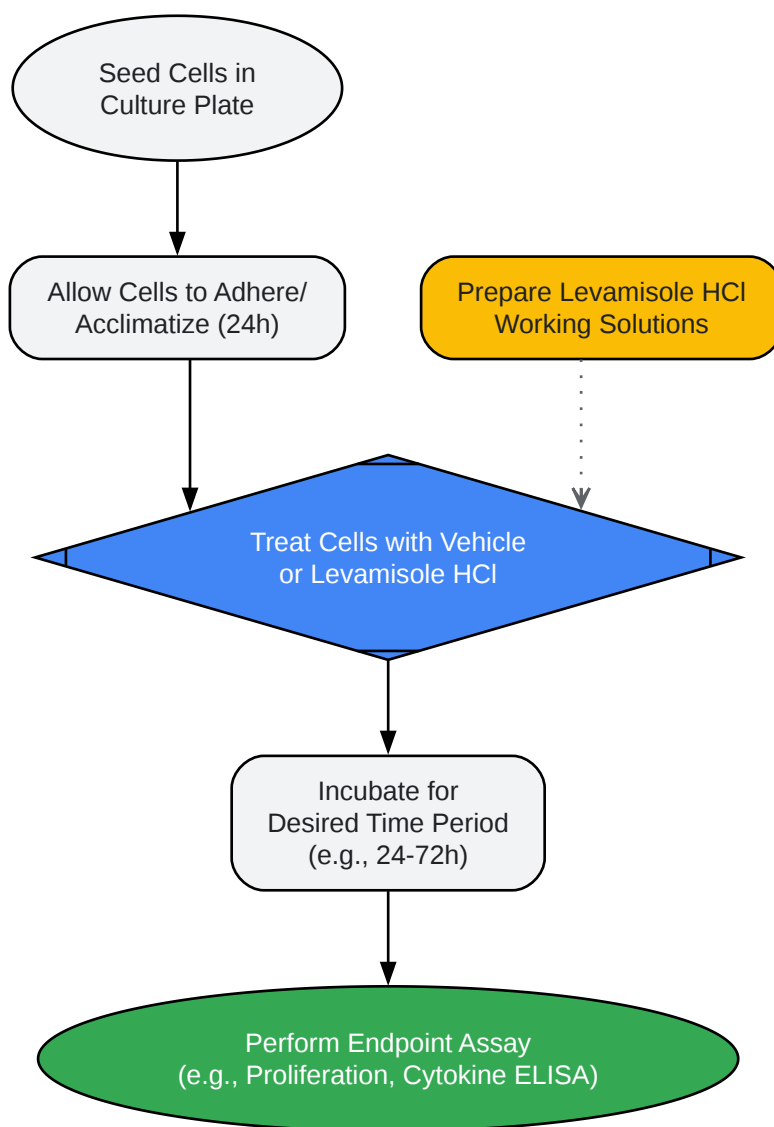 Seed Cells in
Culture Plate
Allow Cells to Adhere/
Acclimatize (24h)
Prepare Levamisole HCl
Working Solutions
Treat Cells with Vehicle
or Levamisole HCl
Incubate for
Desired Time Period
(e.g., 24-72h)
Perform Endpoint Assay
(e.g., Proliferation, Cytokine ELISA)